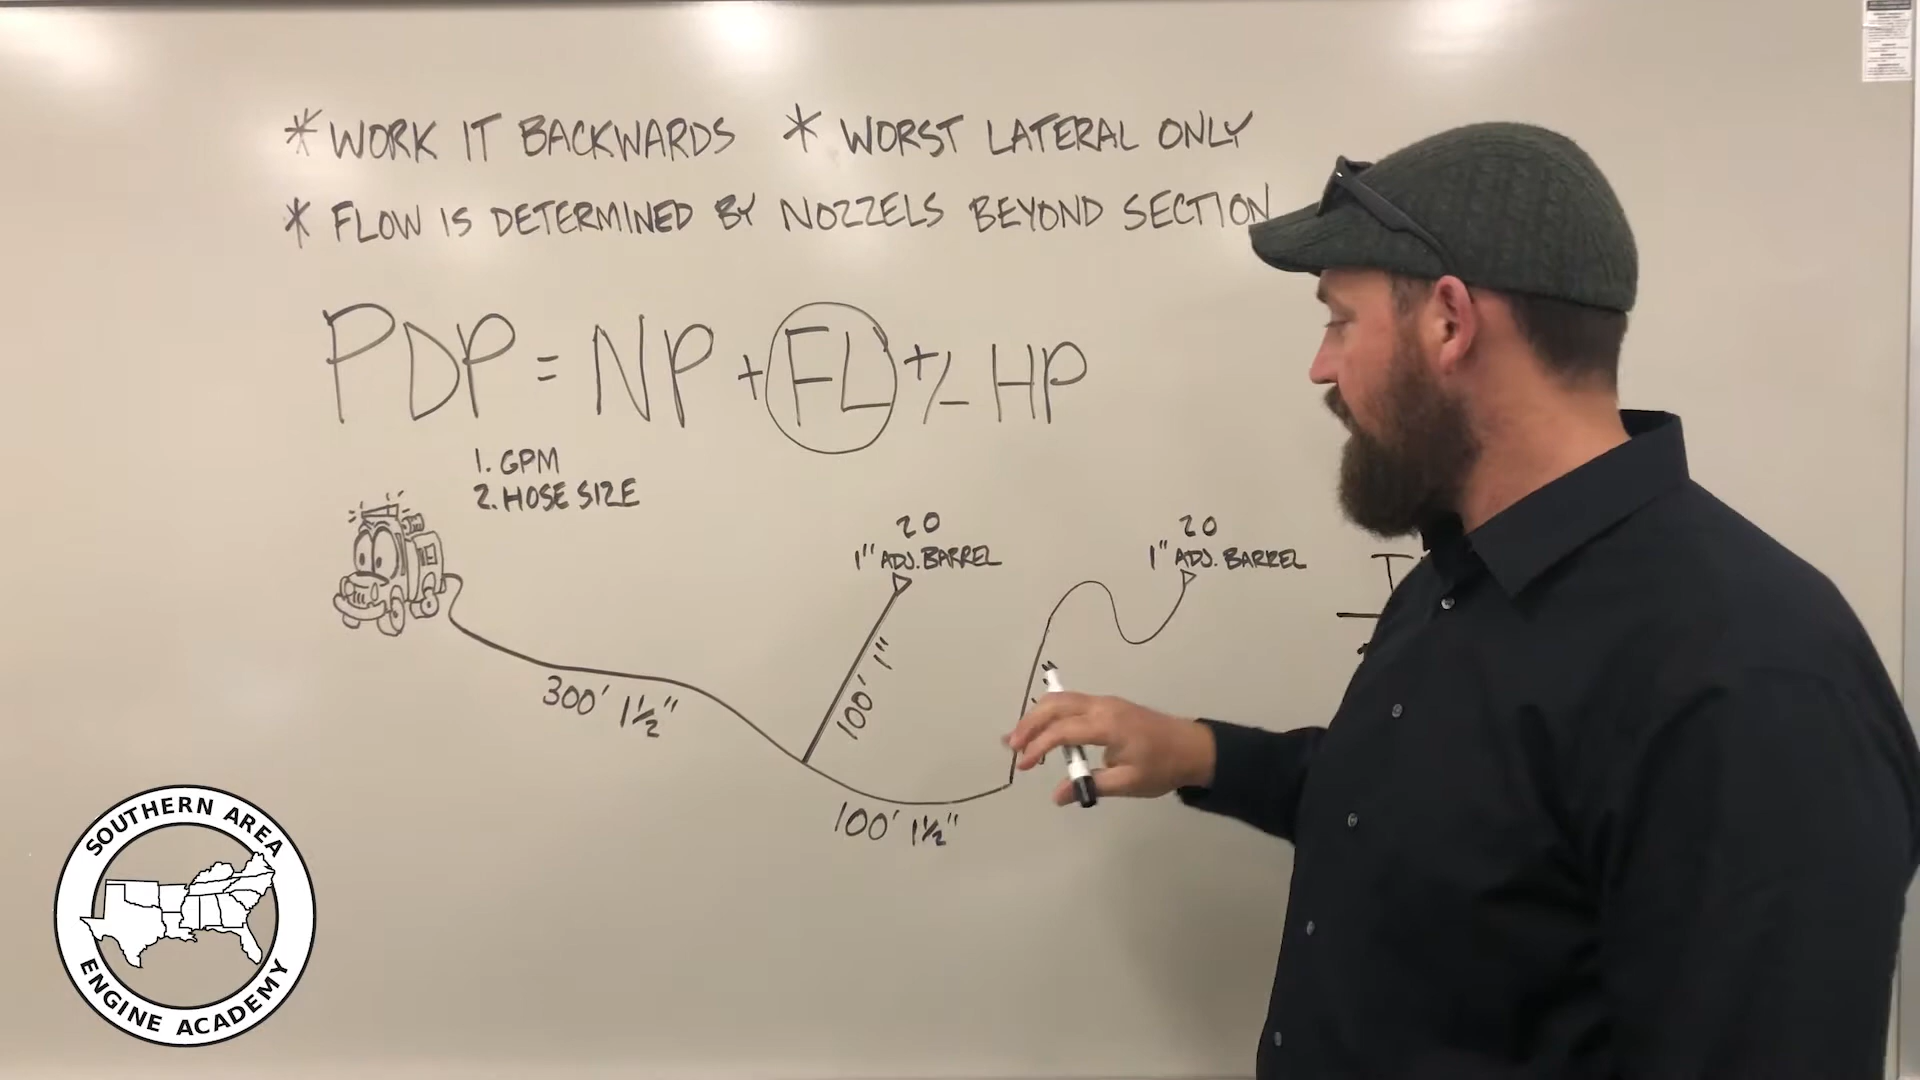 * WORK IT BACKWARDS * WORST LATERAL ONLY
* FLOW IS DETERMINED BY NOZZELS BEYOND SECTION
PDP = NP + FL +/- HP
1. GPM
2. HOSE SIZE
20
1" ADJ. BARREL
20
1" ADJ. BARREL
300' 1½"
100' 1"
100' 1½"
SOUTHERN AREA
ENGINE ACADEMY